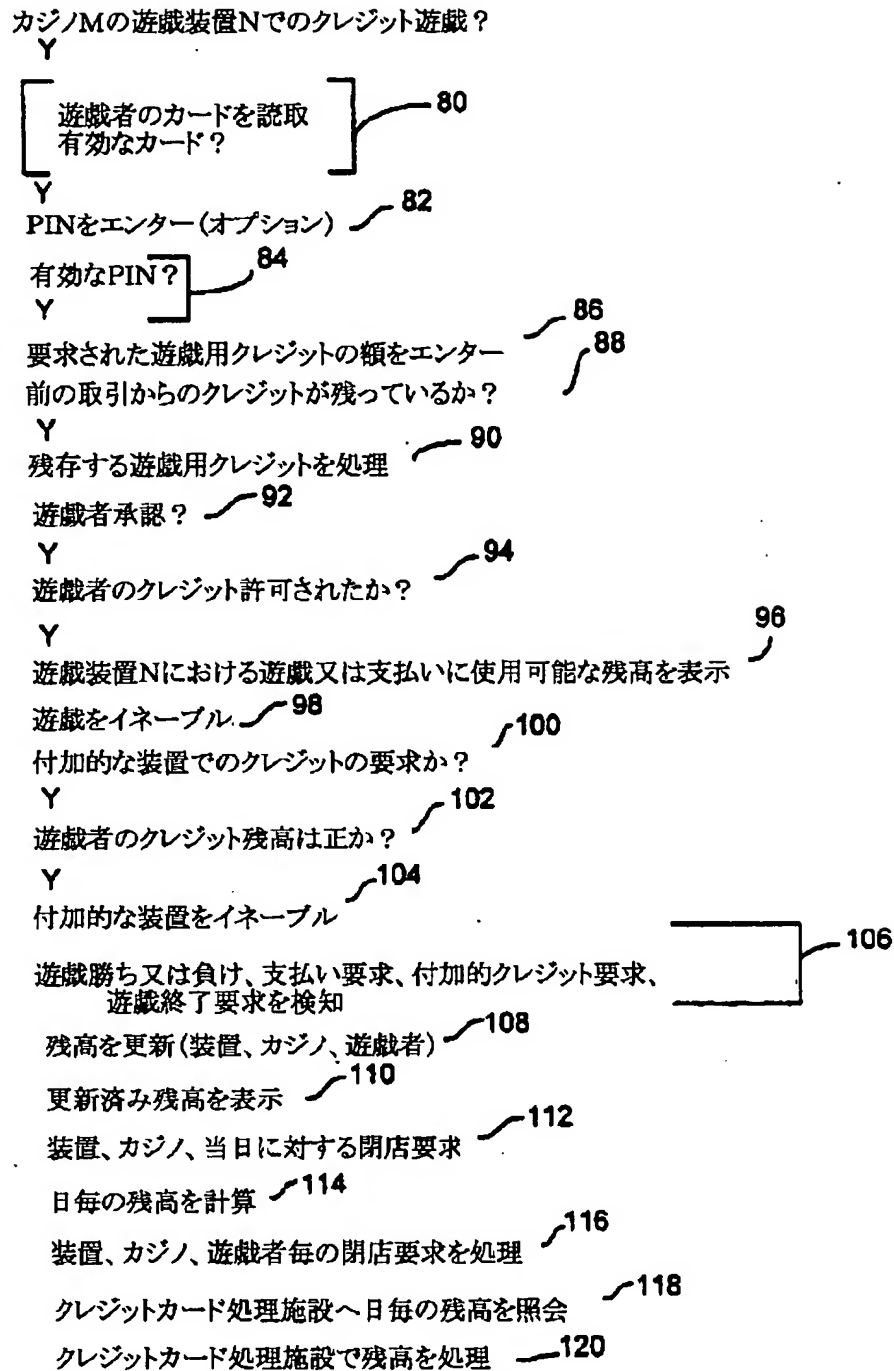 カジノMの遊戯装置Nでのクレジット遊戯？
Y
遊戯者のカードを読取 80
有効なカード？
Y
PINをエンター(オプション) 82
有効なPIN？ 84
Y
要求された遊戯用クレジットの額をエンター 86
前の取引からのクレジットが残っているか？ 88
Y
残存する遊戯用クレジットを処理 90
遊戯者承認？ 92
Y
遊戯者のクレジット許可されたか？ 94
Y
遊戯装置Nにおける遊戯又は支払いに使用可能な残高を表示 96
遊戯をイネーブル 98
付加的な装置でのクレジットの要求か？ 100
Y
遊戯者のクレジット残高は正か？ 102
Y
付加的な装置をイネーブル 104
遊戯勝ち又は負け、支払い要求、付加的クレジット要求、 106
遊戯終了要求を検知
残高を更新(装置、カジノ、遊戯者) 108
更新済み残高を表示 110
装置、カジノ、当日に対する閉店要求 112
日毎の残高を計算 114
装置、カジノ、遊戯者毎の閉店要求を処理 116
クレジットカード処理施設へ日毎の残高を照会 118
クレジットカード処理施設で残高を処理 120